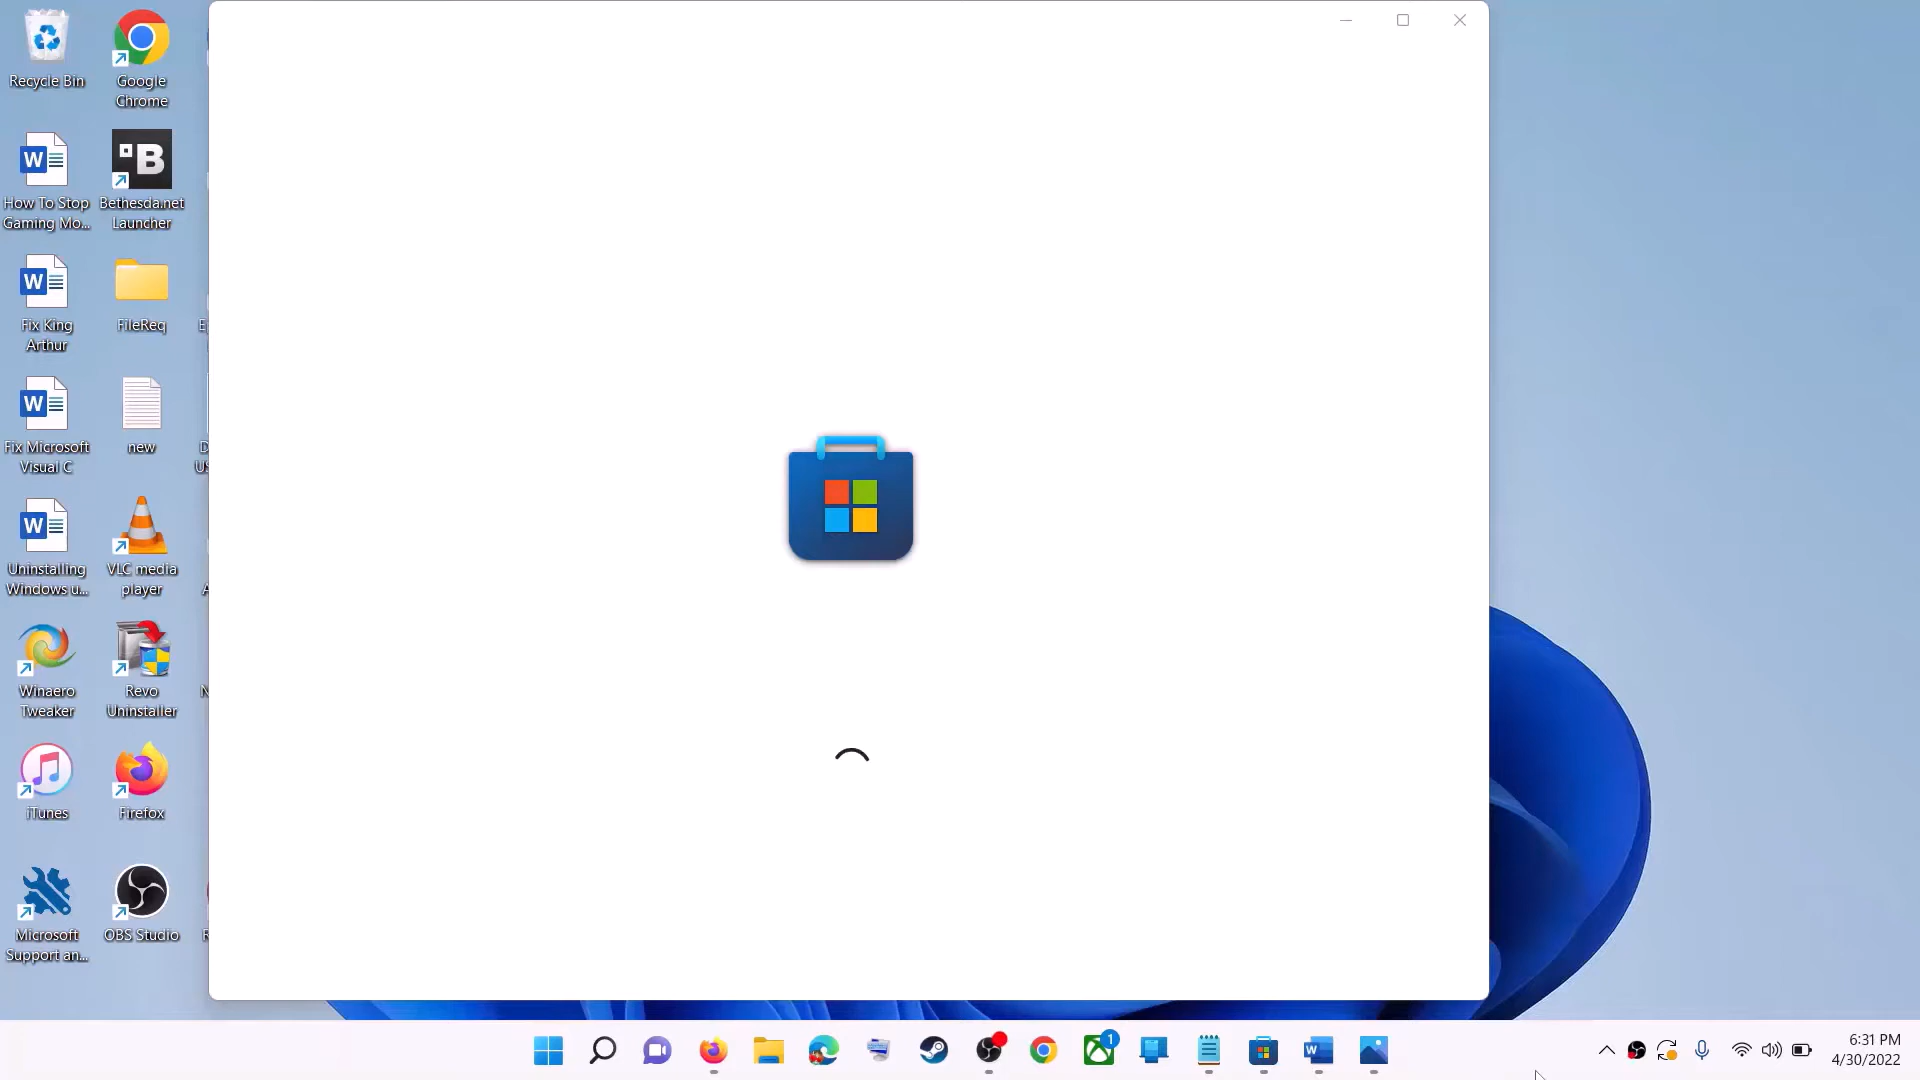 Recycle Bin
Google
Chrome
How To Stop
Gaming Mo...
Bethesda.net
Launcher
Fix King
Arthur
FileReq
Fix Microsoft
Visual C
new
Uninstalling
Windows u...
VLC media
player
Winaero
Tweaker
Revo
Uninstaller
iTunes
Firefox
Microsoft
Support an...
OBS Studio
1
6:31 PM
4/30/2022